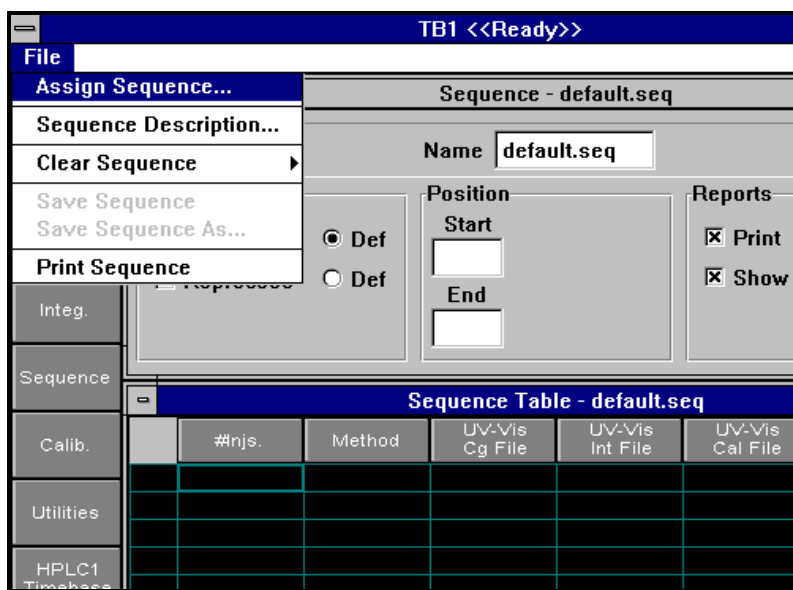 TB1 <<Ready>>
File
Assign Sequence...
Sequence Description...
Clear Sequence
Save Sequence
Save Sequence As...
Print Sequence
Sequence - default.seq
Name default.seq
Position
Reports
Start
Def
Print
Def
Show
End
Integ.
Sequence
Calib.
Utilities
HPLC1
Timebase
Sequence Table - default.seq
#Injs.
Method
UV-Vis
Cg File
UV-Vis
Int File
UV-Vis
Cal File